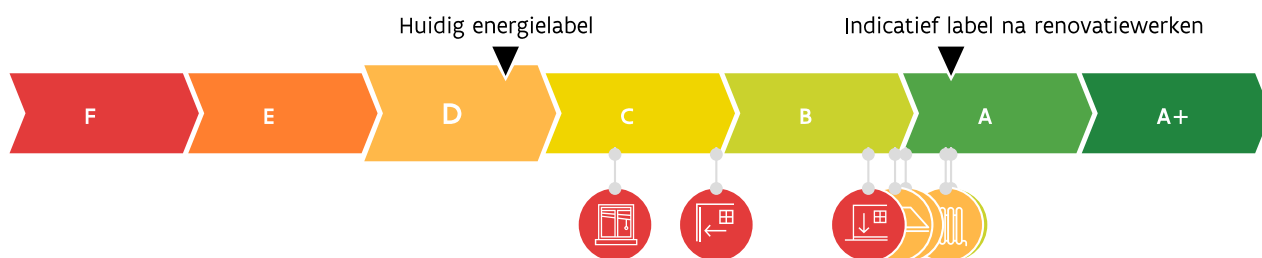 Huidig energielabel
Indicatief label na renovatiewerken
F
E
D
C
B
A
A+